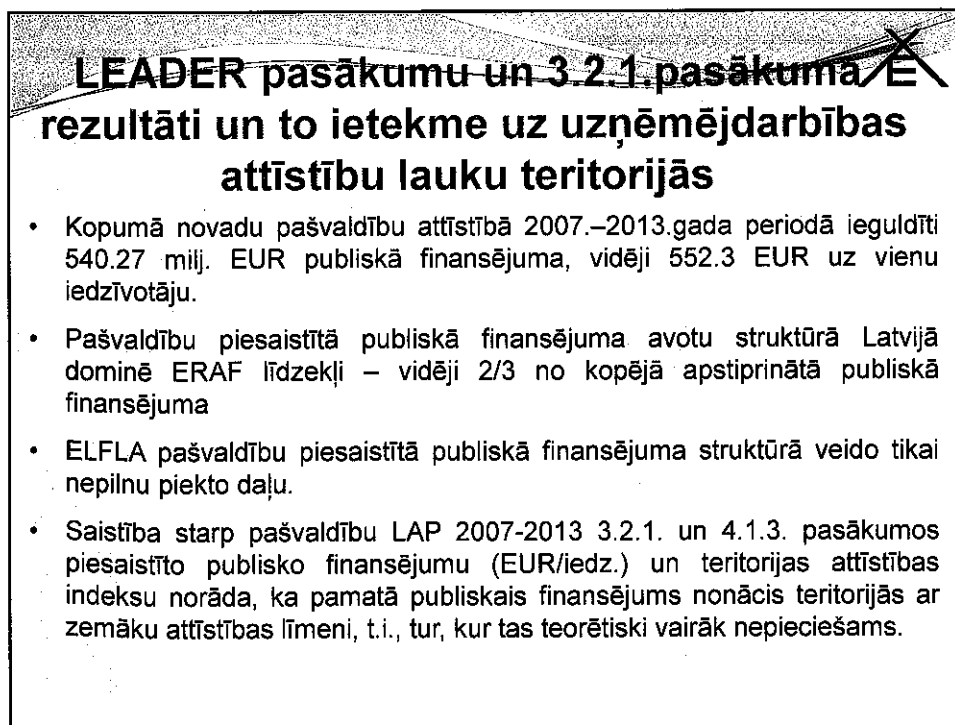 LEADER pasākumu un 3.2.1.pasākuma
rezultāti un to ietekme uz uzņēmējdarbības
attīstību lauku teritorijās
• Kopumā novadu pašvaldību attīstībā 2007.–2013.gada periodā ieguldīti
540.27 milj. EUR publiskā finansējuma, vidēji 552.3 EUR uz vienu
iedzīvotāju.
• Pašvaldību piesaistītā publiskā finansējuma avotu struktūrā Latvijā
dominē ERAF līdzekļi – vidēji 2/3 no kopējā apstiprinātā publiskā
finansējuma
• ELFLA pašvaldību piesaistītā publiskā finansējuma struktūrā veido tikai
nepilnu piekto daļu.
• Saistība starp pašvaldību LAP 2007-2013 3.2.1. un 4.1.3. pasākumos
piesaistīto publisko finansējumu (EUR/iedz.) un teritorijas attīstības
indeksu norāda, ka pamatā publiskais finansējums nonācis teritorijās ar
zemāku attīstības līmeni, t.i., tur, kur tas teorētiski vairāk nepieciešams.